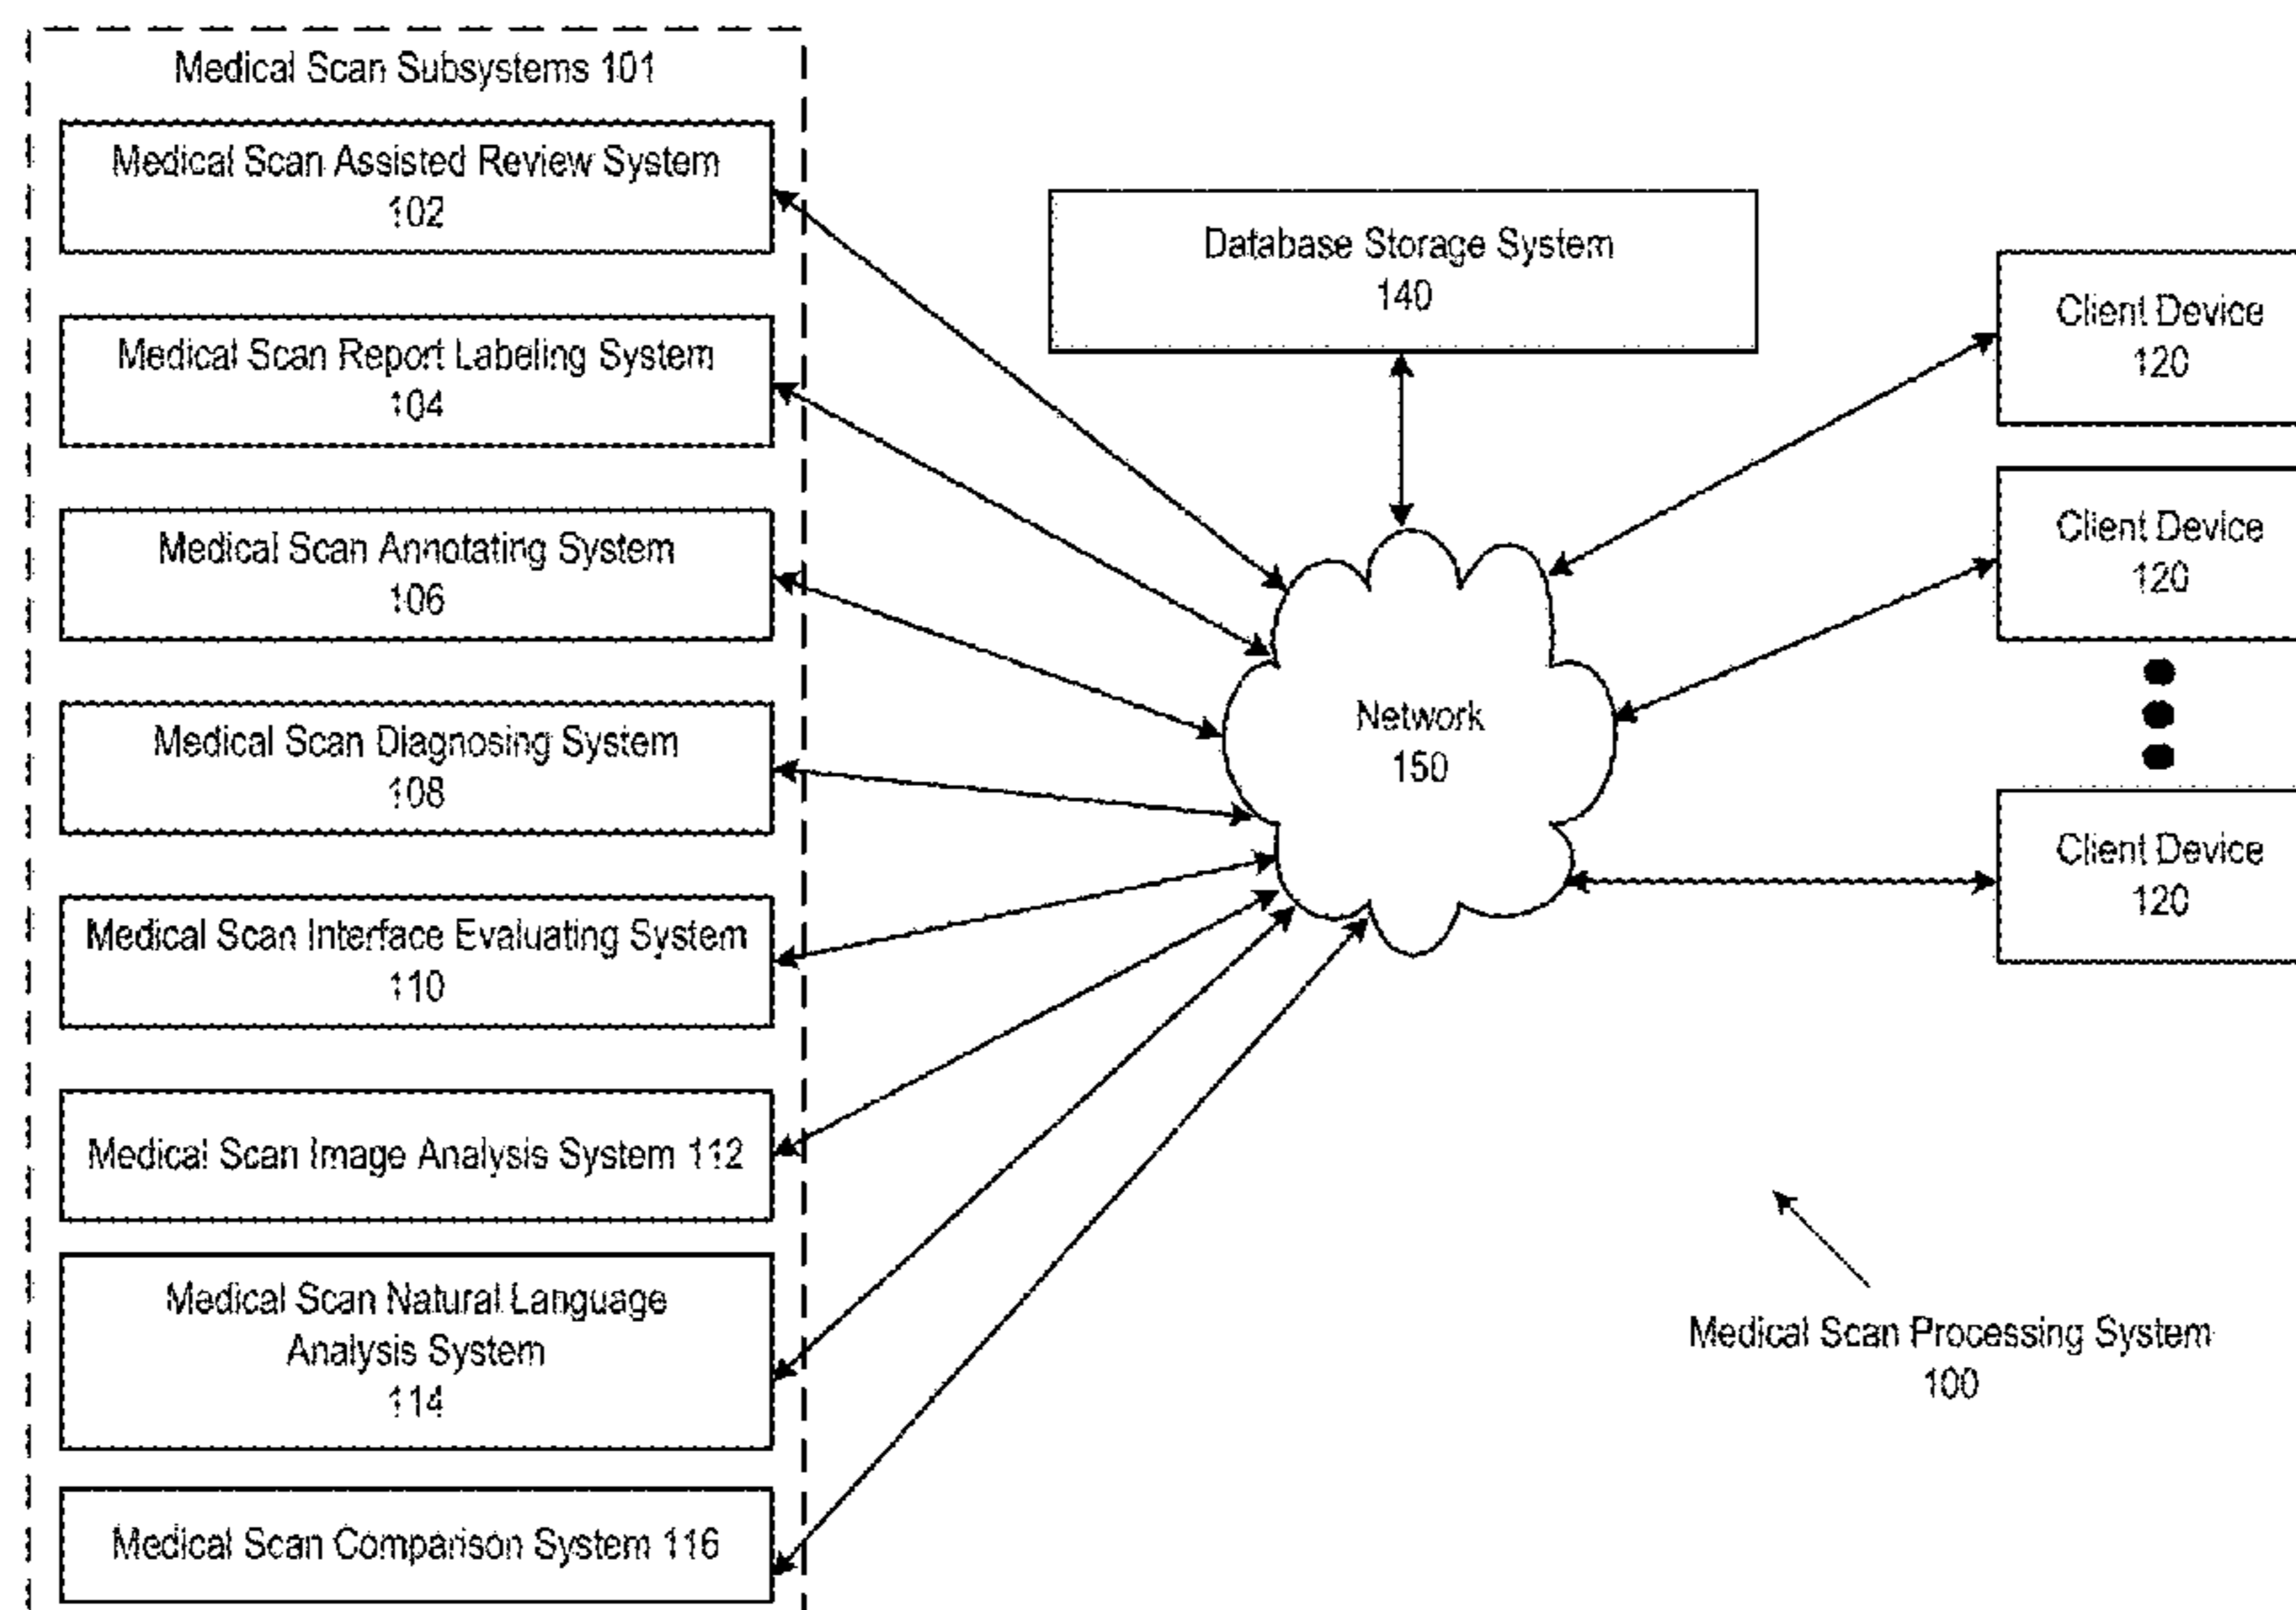 Medical Scan Subsystems 101
Medical Scan Assisted Review System
102
Medical Scan Report Labeling System
104
Medical Scan Annotating System
106
Medical Scan Diagnosing System
108
Medical Scan Interface Evaluating System
110
Medical Scan Image Analysis System 112
Medical Scan Natural Language
Analysis System
114
Medical Scan Comparison System 116
Database Storage System
140
Network
150
Client Device
120
Client Device
120
Client Device
120
Medical Scan Processing System
100